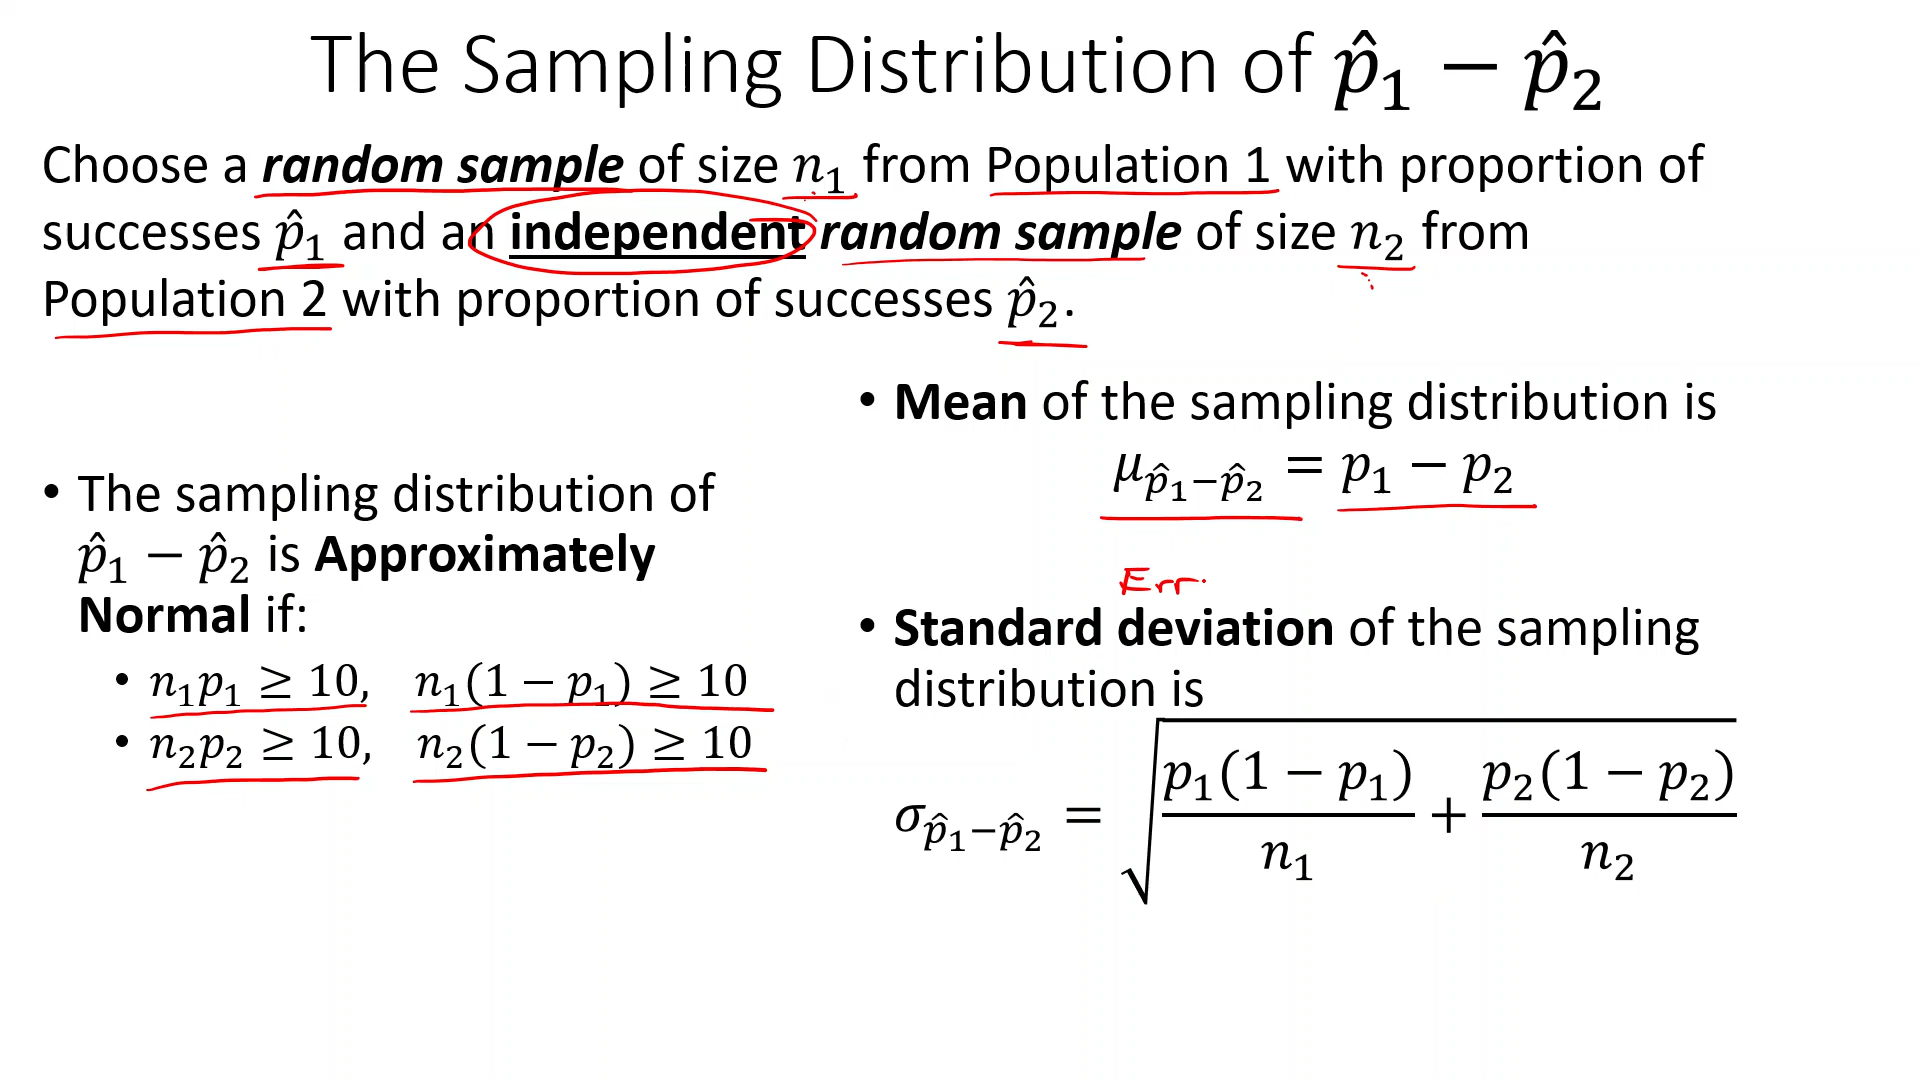 The Sampling Distribution of p̂₁ − p̂₂
Choose a random sample of size n₁ from Population 1 with proportion of
successes p̂₁ and an independent random sample of size n₂ from
Population 2 with proportion of successes p̂₂.
• The sampling distribution of
p̂₁ − p̂₂ is Approximately
Normal if:
• n₁p₁ ≥ 10, n₁(1 − p₁) ≥ 10
• n₂p₂ ≥ 10, n₂(1 − p₂) ≥ 10
• Mean of the sampling distribution is
μ_{p̂₁−p̂₂} = p₁ − p₂
Err.
• Standard deviation of the sampling
distribution is
σ_{p̂₁−p̂₂} = √(p₁(1 − p₁)/n₁ + p₂(1 − p₂)/n₂)